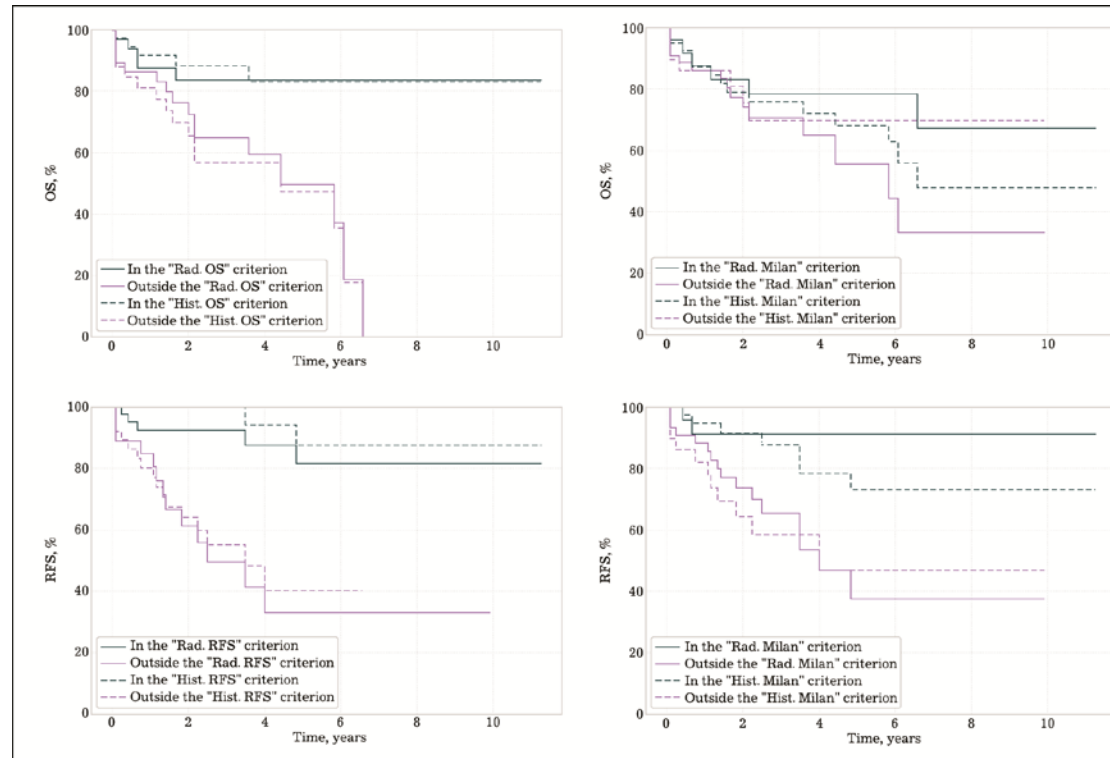 100
80
60
40
20
0
OS, %
In the "Rad. OS" criterion
Outside the "Rad. OS" criterion
In the "Hist. OS" criterion
Outside the "Hist. OS" criterion
0 2 4 6 8 10
Time, years
100
80
60
40
20
0
OS, %
In the "Rad. Milan" criterion
Outside the "Rad. Milan" criterion
In the "Hist. Milan" criterion
Outside the "Hist. Milan" criterion
0 2 4 6 8 10
Time, years
100
80
60
40
20
0
RFS, %
In the "Rad. RFS" criterion
Outside the "Rad. RFS" criterion
In the "Hist. RFS" criterion
Outside the "Hist. RFS" criterion
0 2 4 6 8 10
Time, years
100
80
60
40
20
0
RFS, %
In the "Rad. Milan" criterion
Outside the "Rad. Milan" criterion
In the "Hist. Milan" criterion
Outside the "Hist. Milan" criterion
0 2 4 6 8 10
Time, years